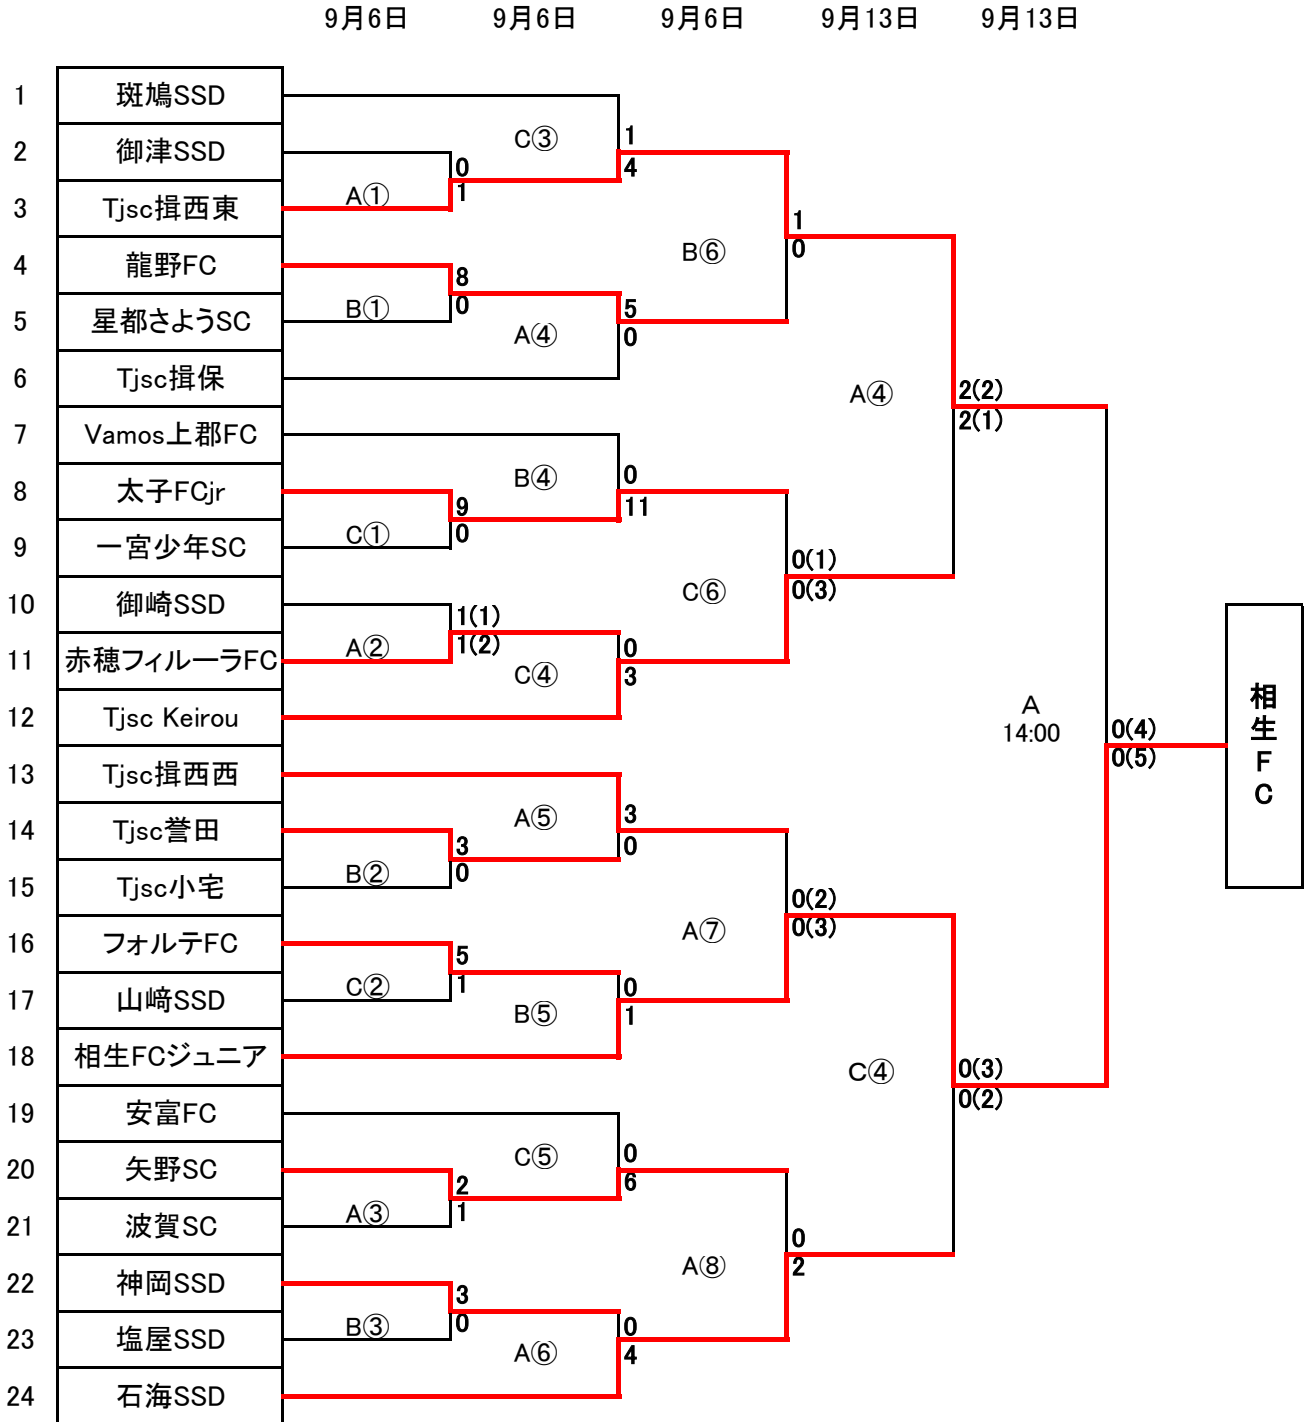 9月6日 9月6日 9月6日 9月13日 9月13日
1 斑鳩SSD
C③ 1
2 御津SSD
0 4
A① 1
3 Tjsc揖西東
1
B⑥ 0
4 龍野FC
8
B① 0 5
5 星都さようSC
A④ 0
6 Tjsc揖保
A④ 2(2)
2(1)
7 Vamos上郡FC
B④ 0
8 太子FCjr
9 11
C① 0
9 一宮少年SC
0(1)
C⑥ 0(3)
10 御崎SSD
1(1)
A② 1(2) 0
11 赤穂フィルーラFC
C④ 3
12 Tjsc Keirou
A
14:00
0(4)
0(5)
相生FC
13 Tjsc揖西西
A⑤ 3
14 Tjsc誉田
3 0
B② 0
15 Tjsc小宅
0(2)
A⑦ 0(3)
16 フォルテFC
5
C② 1 0
17 山﨑SSD
B⑤ 1
18 相生FCジュニア
C④ 0(3)
0(2)
19 安富FC
C⑤ 0
20 矢野SC
2 6
A③ 1
21 波賀SC
0
A⑧ 2
22 神岡SSD
3
B③ 0 0
23 塩屋SSD
A⑥ 4
24 石海SSD